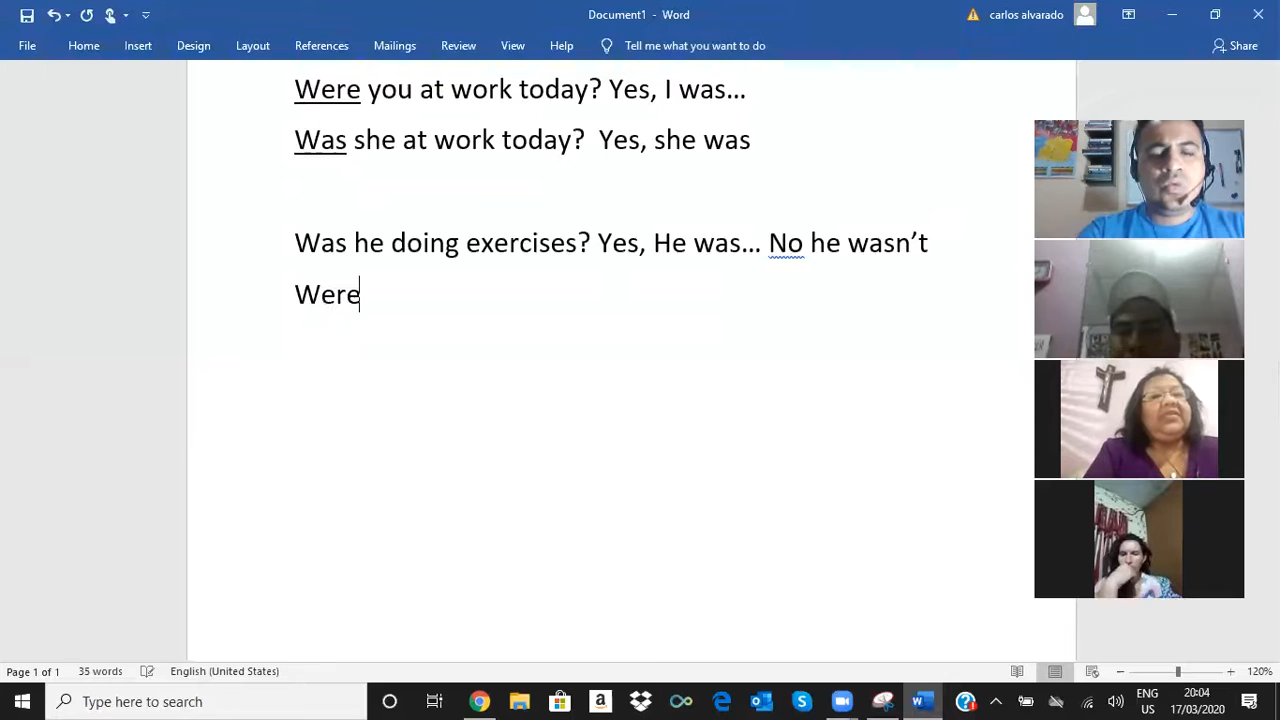 Document1 - Word
carlos alvarado
File Home Insert Design Layout References Mailings Review View Help Tell me what you want to do Share
Were you at work today? Yes, I was…
Was she at work today?  Yes, she was
Was he doing exercises? Yes, He was… No he wasn’t
Were
Page 1 of 1 35 words English (United States) 120%
Type here to search
ENG 20:04
US 17/03/2020